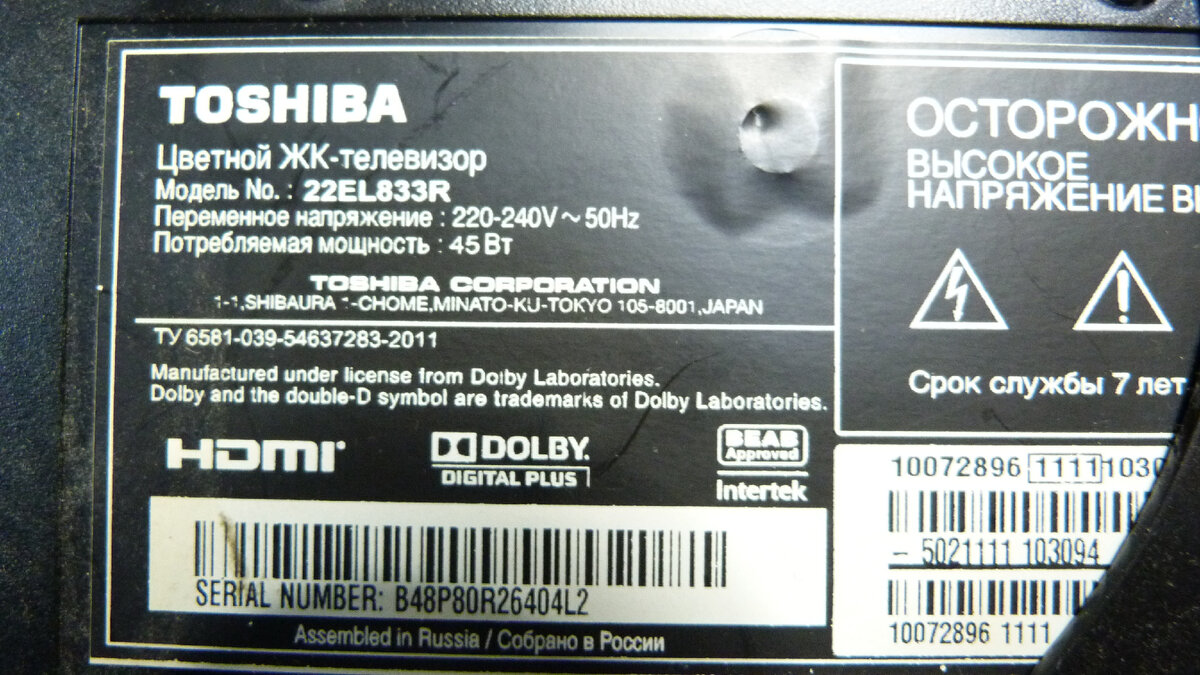 TOSHIBA
Цветной ЖК-телевизор
Модель No. : 22EL833R
Переменное напряжение : 220-240V ~ 50Hz
Потребляемая мощность : 45 Вт
TOSHIBA CORPORATION
1-1,SHIBAURA 1-CHOME,MINATO-KU-TOKYO 105-8001,JAPAN
ТУ 6581-039-54637283-2011
Manufactured under license from Dolby Laboratories.
Dolby and the double-D symbol are trademarks of Dolby Laboratories.
HDMI
DOLBY.
DIGITAL PLUS
BEAB
Approved
Intertek
SERIAL NUMBER: B48P80R26404L2
Assembled in Russia / Собрано в России
ОСТОРОЖН
ВЫСОКОЕ
НАПРЯЖЕНИЕ
Срок службы 7 лет
10072896 1111 1030
- 5021111 103094
10072896 1111